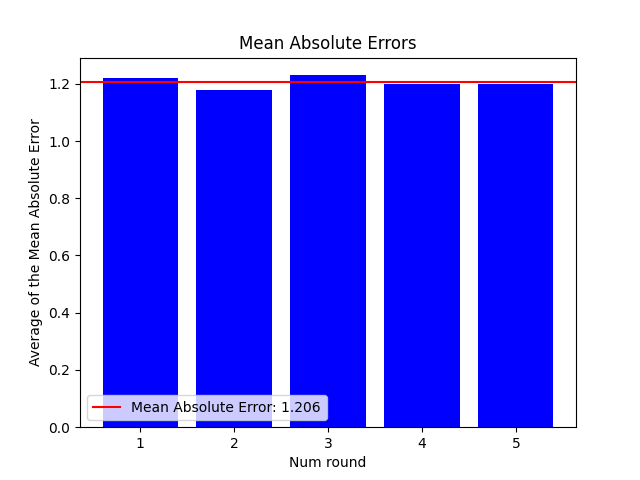 Mean Absolute Errors
Average of the Mean Absolute Error
1.2
1.0
0.8
0.6
0.4
0.2
0.0
Mean Absolute Error: 1.206
1 2 3 4 5
Num round